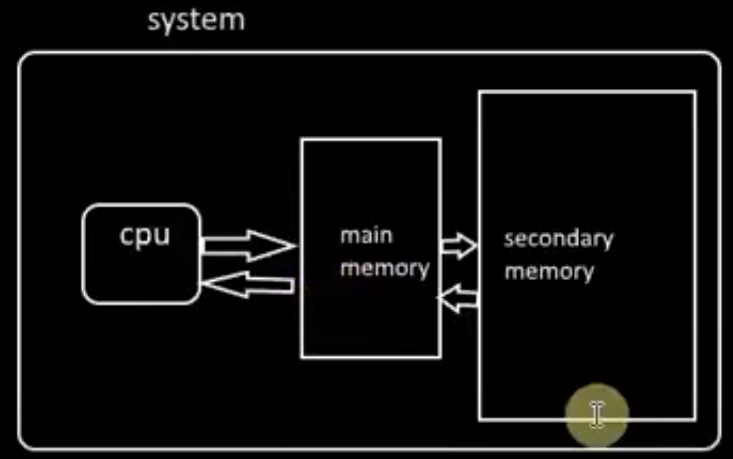 system
cpu
main
memory
secondary
memory